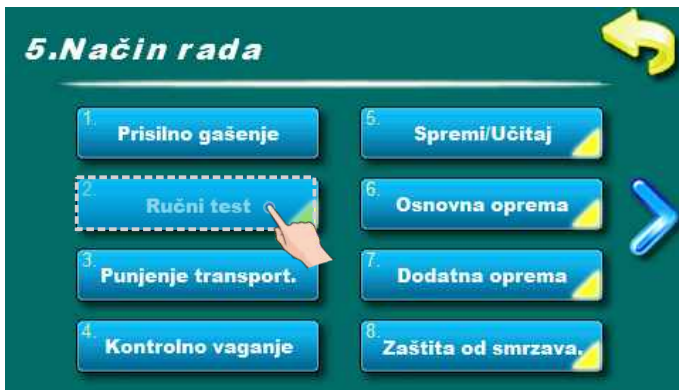 5.Način rada
1.
Prisilno gašenje
2.
Ručni test
3.
Punjenje transport.
4.
Kontrolno vaganje
5.
Spremi/Učitaj
6.
Osnovna oprema
7.
Dodatna oprema
8.
Zaštita od smrzava.